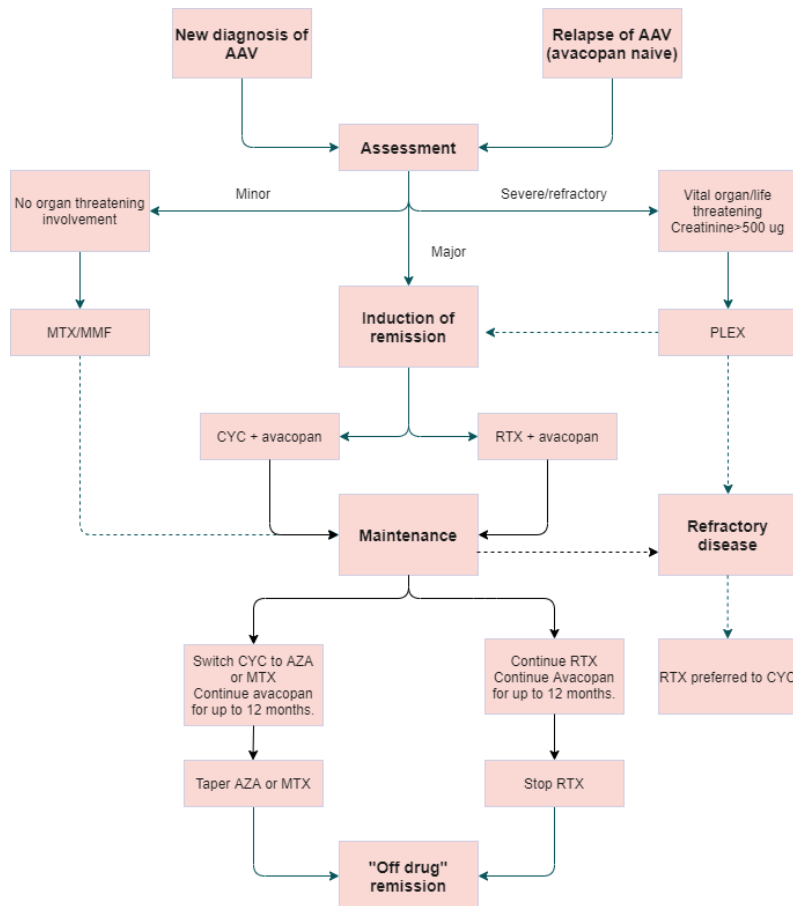 New diagnosis of
AAV
Relapse of AAV
(avacopan naive)
Assessment
No organ threatening
involvement
Minor
Severe/refractory
Vital organ/life
threatening
Creatinine>500 ug
Major
MTX/MMF
Induction of
remission
PLEX
CYC + avacopan
RTX + avacopan
Maintenance
Refractory
disease
Switch CYC to AZA
or MTX
Continue avacopan
for up to 12 months.
Continue RTX
Continue Avacopan
for up to 12 months.
RTX preferred to CYC
Taper AZA or MTX
Stop RTX
"Off drug"
remission